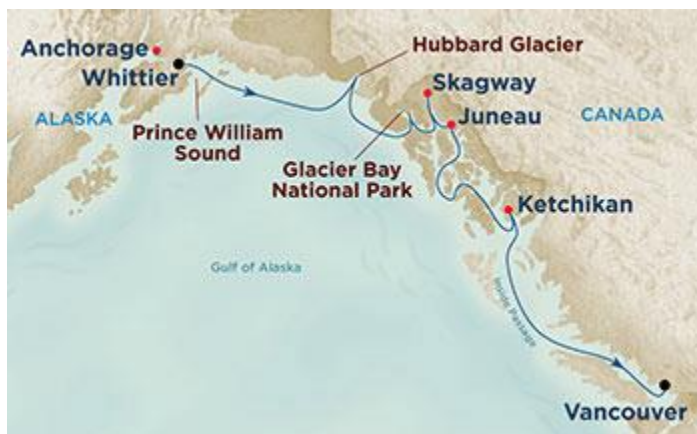 Hubbard Glacier
Anchorage
Whittier
Skagway
ALASKA
Juneau
CANADA
Prince William
Sound
Glacier Bay
National Park
Ketchikan
Gulf of Alaska
Inside Passage
Vancouver